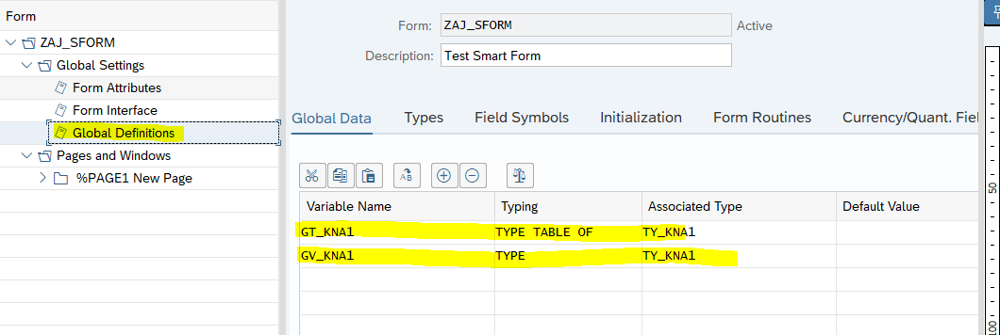 Form
ZAJ_SFORM
Global Settings
Form Attributes
Form Interface
Global Definitions
Pages and Windows
%PAGE1 New Page
Form: ZAJ_SFORM Active
Description: Test Smart Form
Global Data Types Field Symbols Initialization Form Routines Currency/Quant. Fiel
Variable Name Typing Associated Type Default Value
GT_KNA1 TYPE TABLE OF TY_KNA1
GV_KNA1 TYPE TY_KNA1
50
100